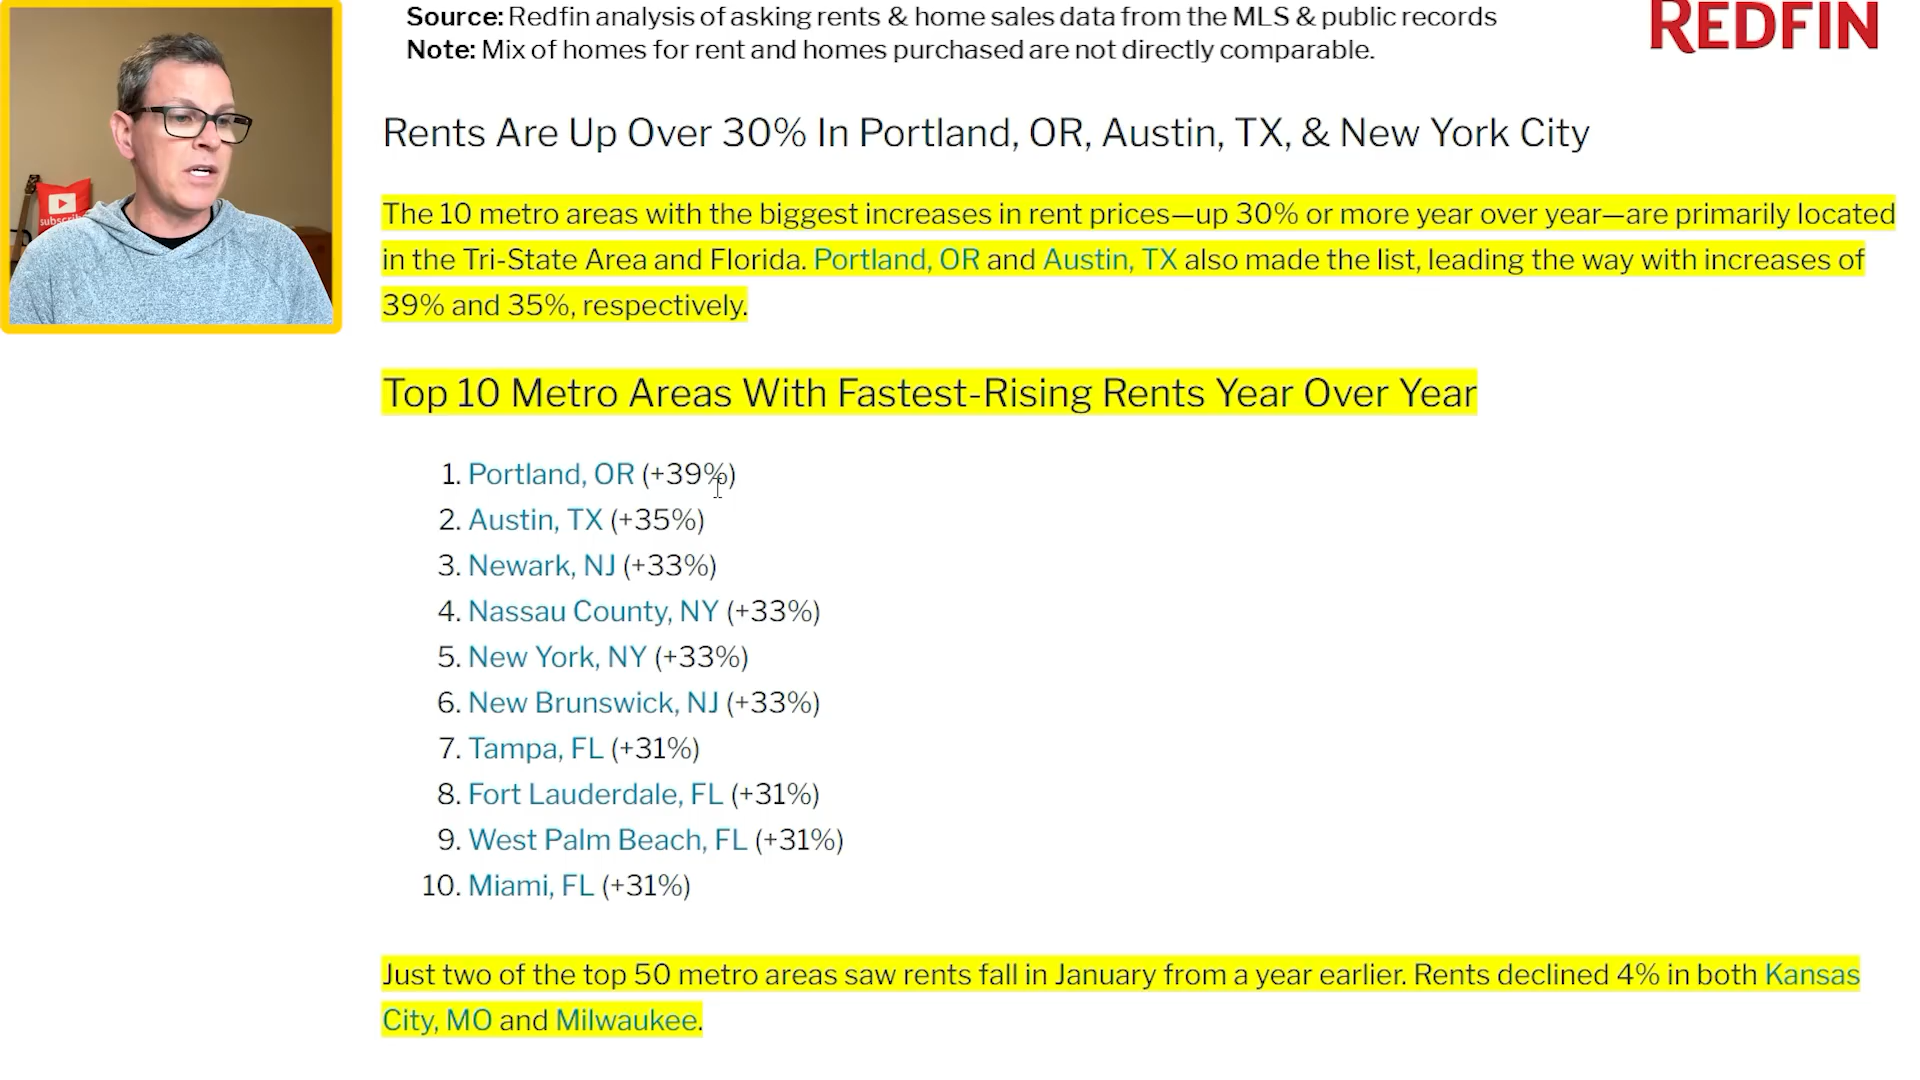 Source: Redfin analysis of asking rents & home sales data from the MLS & public records
Note: Mix of homes for rent and homes purchased are not directly comparable.
REDFIN
subscrib
Rents Are Up Over 30% In Portland, OR, Austin, TX, & New York City
The 10 metro areas with the biggest increases in rent prices—up 30% or more year over year—are primarily located
in the Tri-State Area and Florida. Portland, OR and Austin, TX also made the list, leading the way with increases of
39% and 35%, respectively.
Top 10 Metro Areas With Fastest-Rising Rents Year Over Year
1. Portland, OR (+39%)
2. Austin, TX (+35%)
3. Newark, NJ (+33%)
4. Nassau County, NY (+33%)
5. New York, NY (+33%)
6. New Brunswick, NJ (+33%)
7. Tampa, FL (+31%)
8. Fort Lauderdale, FL (+31%)
9. West Palm Beach, FL (+31%)
10. Miami, FL (+31%)
Just two of the top 50 metro areas saw rents fall in January from a year earlier. Rents declined 4% in both Kansas
City, MO and Milwaukee.